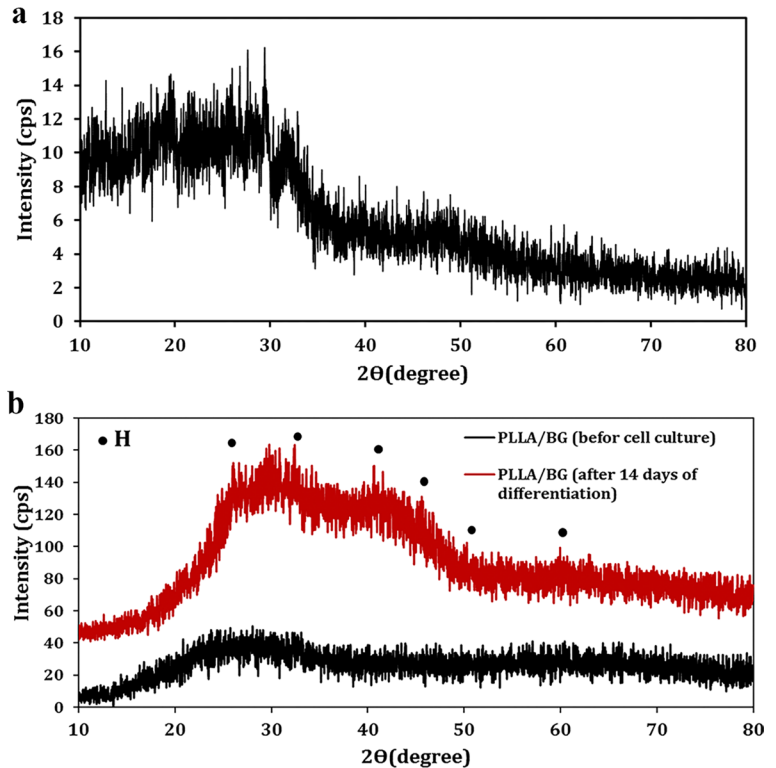 a
18
16
14
12
10
8
6
4
2
0
Intensity (cps)
10 20 30 40 50 60 70 80
2ϴ(degree)
b
180
160
140
120
100
80
60
40
20
0
Intensity (cps)
● H
PLLA/BG (befor cell culture)
PLLA/BG (after 14 days of
differentiation)
10 20 30 40 50 60 70 80
2ϴ(degree)